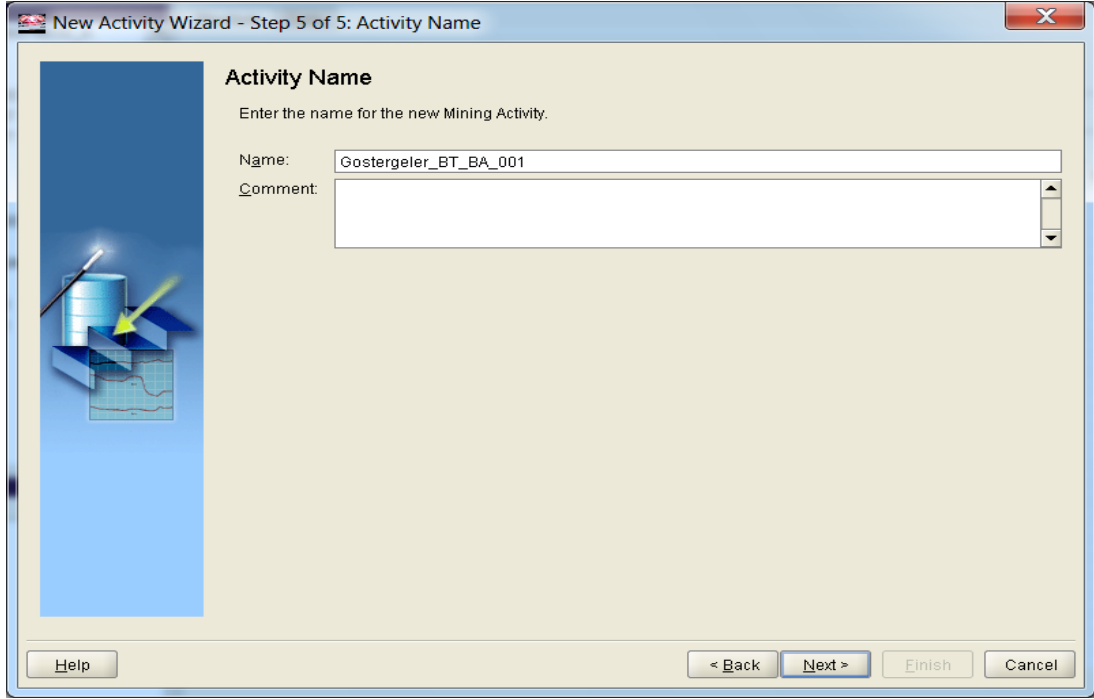 New Activity Wizard - Step 5 of 5: Activity Name
Activity Name
Enter the name for the new Mining Activity.
Name: Gostergeler_BT_BA_001
Comment:
Help < Back Next > Finish Cancel